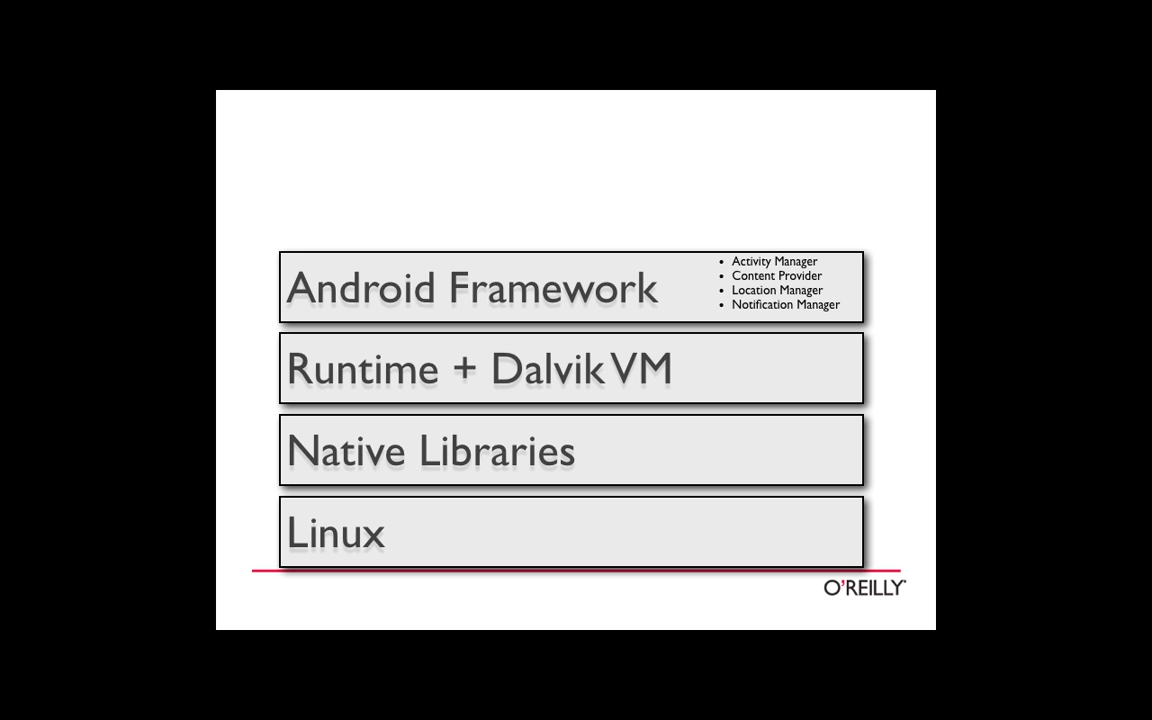 Android Framework
• Activity Manager
• Content Provider
• Location Manager
• Notification Manager
Runtime + Dalvik VM
Native Libraries
Linux
O'REILLY